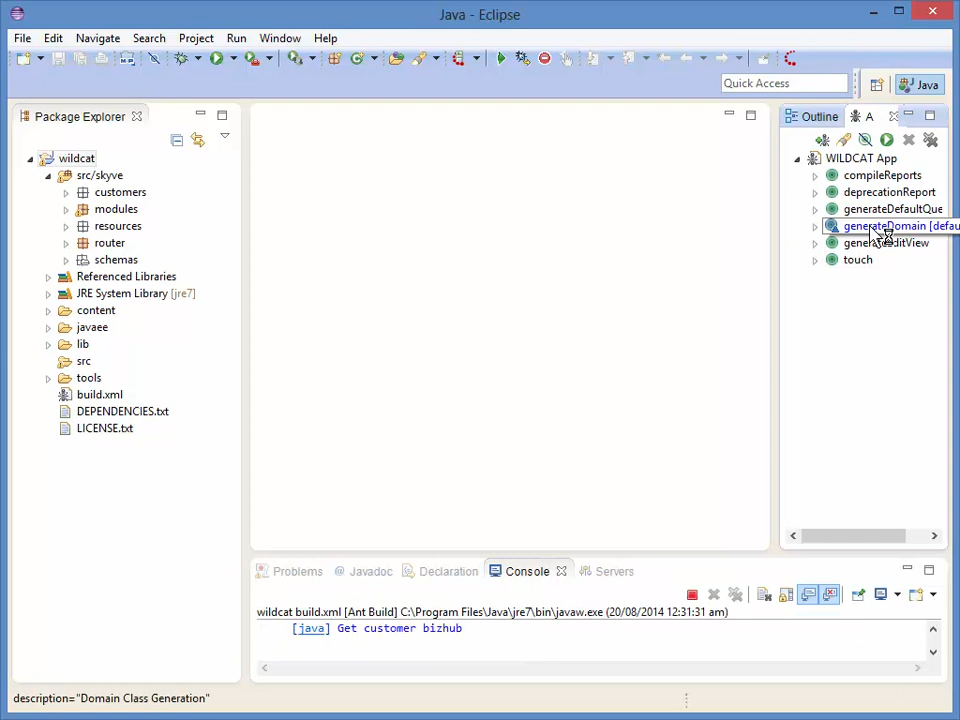 Java - Eclipse
File Edit Navigate Search Project Run Window Help
Quick Access
Java
Package Explorer
wildcat
src/skyve
customers
modules
resources
router
schemas
Referenced Libraries
JRE System Library [jre7]
content
javaee
lib
src
tools
build.xml
DEPENDENCIES.txt
LICENSE.txt
Outline A
WILDCAT App
compileReports
deprecationReport
generateDefaultQue
generateDomain [defau
generateEditView
touch
Problems Javadoc Declaration Console Servers
wildcat build.xml [Ant Build] C:\Program Files\Java\jre7\bin\javaw.exe (20/08/2014 12:31:31 am)
[java] Get customer bizhub
description="Domain Class Generation"